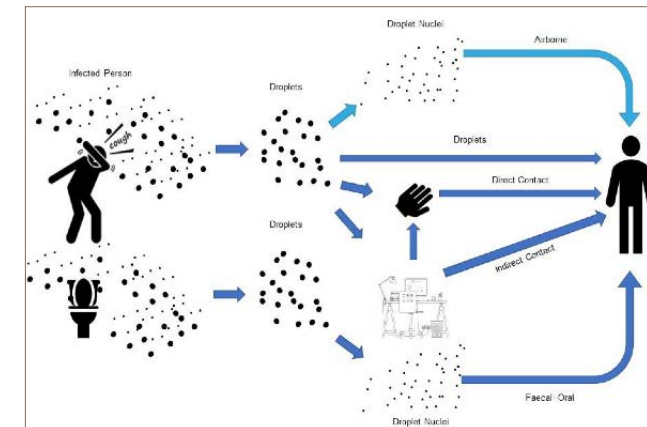 Droplet Nuclei
Airborne
Infected Person
Droplets
cough
Droplets
Direct Contact
Droplets
Indirect Contact
Faecal-Oral
Droplet Nuclei